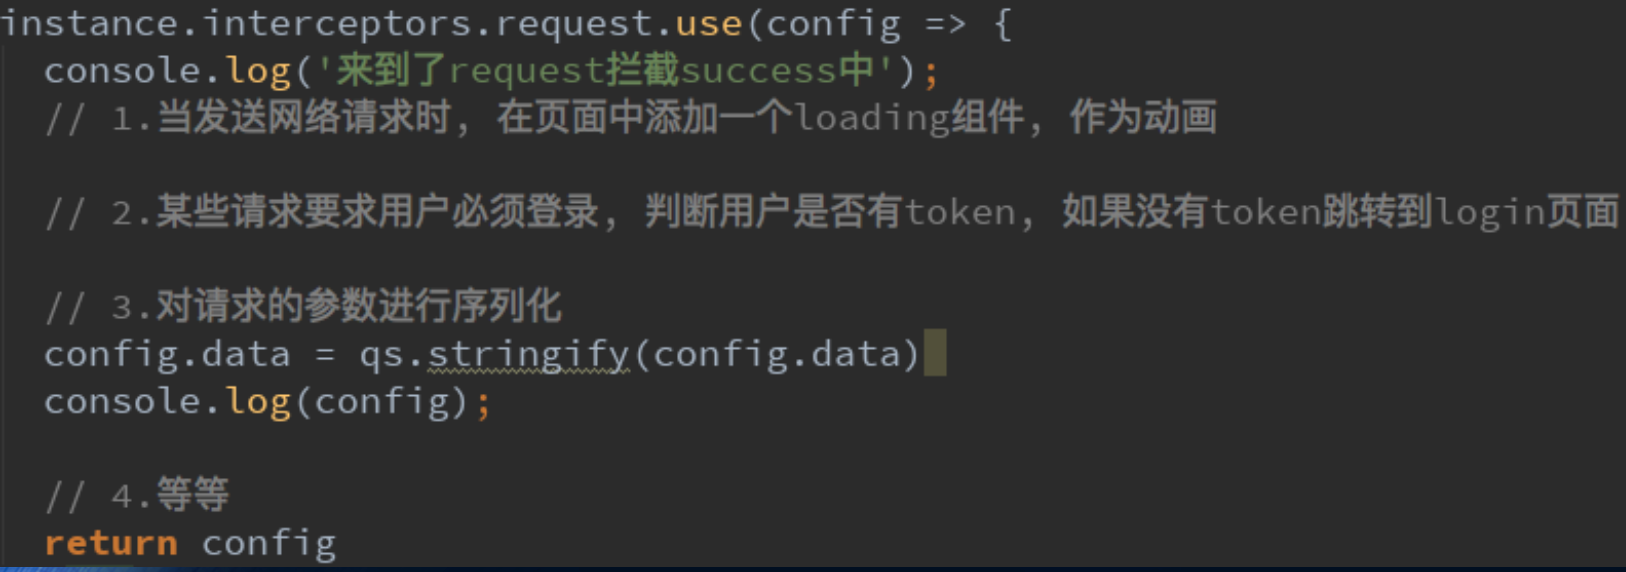 instance.interceptors.request.use(config => {
console.log('来到了request拦截success中');
// 1.当发送网络请求时, 在页面中添加一个loading组件, 作为动画
// 2.某些请求要求用户必须登录, 判断用户是否有token, 如果没有token跳转到login页面
// 3.对请求的参数进行序列化
config.data = qs.stringify(config.data)
console.log(config);
// 4.等等
return config